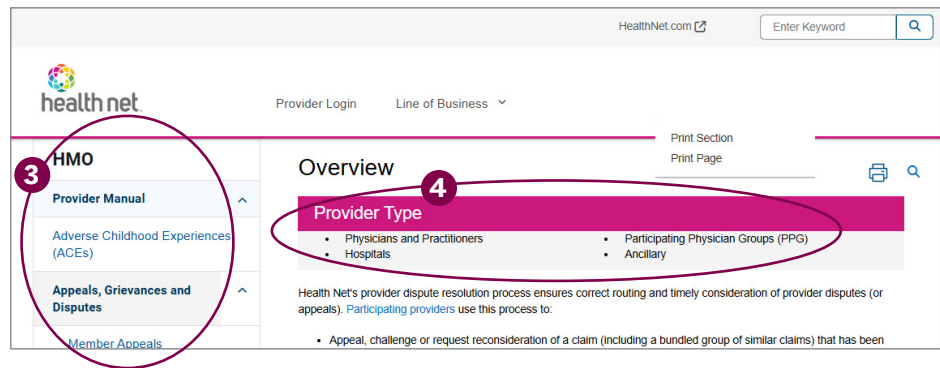 HealthNet.com
Enter Keyword
health net.
Provider Login
Line of Business
Print Section
Print Page
3
HMO
Provider Manual
Adverse Childhood Experiences
(ACEs)
Appeals, Grievances and
Disputes
Member Appeals
Overview
4
Provider Type
• Physicians and Practitioners
• Hospitals
• Participating Physician Groups (PPG)
• Ancillary
Health Net's provider dispute resolution process ensures correct routing and timely consideration of provider disputes (or
appeals). Participating providers use this process to:
• Appeal, challenge or request reconsideration of a claim (including a bundled group of similar claims) that has been